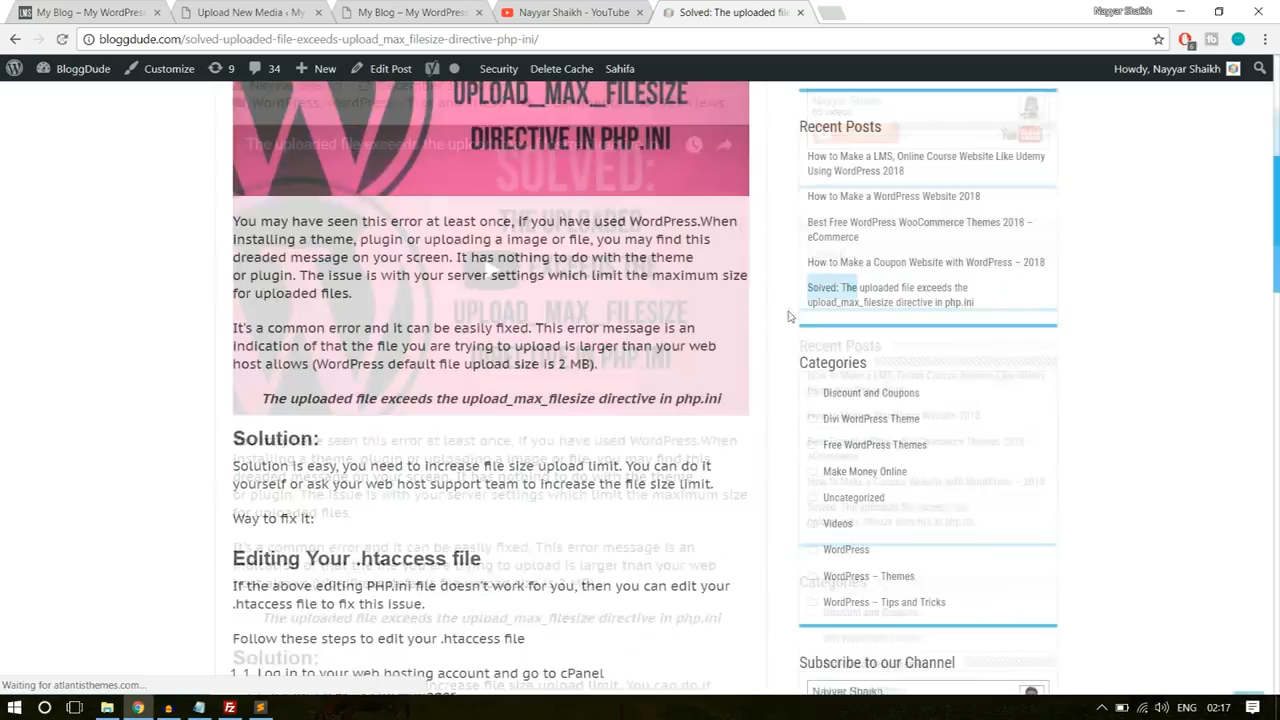 My Blog – My WordPress
Upload New Media ‹ My
My Blog – My WordPress
Nayyar Shaikh - YouTube
Solved: The uploaded file
Nayyar Shaikh
bloggdude.com/solved-uploaded-file-exceeds-upload_max_filesize-directive-php-ini/
BloggDude
Customize
9
34
New
Edit Post
Security
Delete Cache
Sahifa
Howdy, Nayyar Shaikh
UPLOAD_MAX_FILESIZE
DIRECTIVE IN PHP.INI
SOLVED:
You may have seen this error at least once, if you have used WordPress.When
installing a theme, plugin or uploading a image or file, you may find this
dreaded message on your screen. It has nothing to do with the theme
or plugin. The issue is with your server settings which limit the maximum size
for uploaded files.
It's a common error and it can be easily fixed. This error message is an
indication of that the file you are trying to upload is larger than your web
host allows (WordPress default file upload size is 2 MB).
The uploaded file exceeds the upload_max_filesize directive in php.ini
Solution:
Solution is easy, you need to increase file size upload limit. You can do it
yourself or ask your web host support team to increase the file size limit.
Way to fix it:
Editing Your .htaccess file
If the above editing PHP.ini file doesn't work for you, then you can edit your
.htaccess file to fix this issue.
Follow these steps to edit your .htaccess file
1. 1. Log in to your web hosting account and go to cPanel
Recent Posts
How to Make a LMS, Online Course Website Like Udemy
Using WordPress 2018
How to Make a WordPress Website 2018
Best Free WordPress WooCommerce Themes 2018 –
eCommerce
How to Make a Coupon Website with WordPress – 2018
Solved: The uploaded file exceeds the
upload_max_filesize directive in php.ini
Categories
Discount and Coupons
Divi WordPress Theme
Free WordPress Themes
Make Money Online
Uncategorized
Videos
WordPress
WordPress – Themes
WordPress – Tips and Tricks
Subscribe to our Channel
Nayyar Shaikh
Waiting for atlantisthemes.com...
ENG
02:17